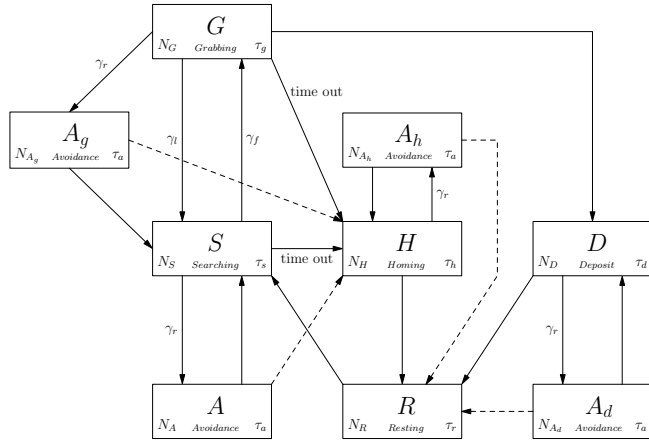 G
N_G Grabbing τ_g
γ_r
time out
A_g
N_{A_g} Avoidance τ_a
γ_l
γ_f
A_h
N_{A_h} Avoidance τ_a
γ_r
S
N_S Searching τ_s
time out
H
N_H Homing τ_h
D
N_D Deposit τ_d
γ_r
γ_r
A
N_A Avoidance τ_a
R
N_R Resting τ_r
A_d
N_{A_d} Avoidance τ_a